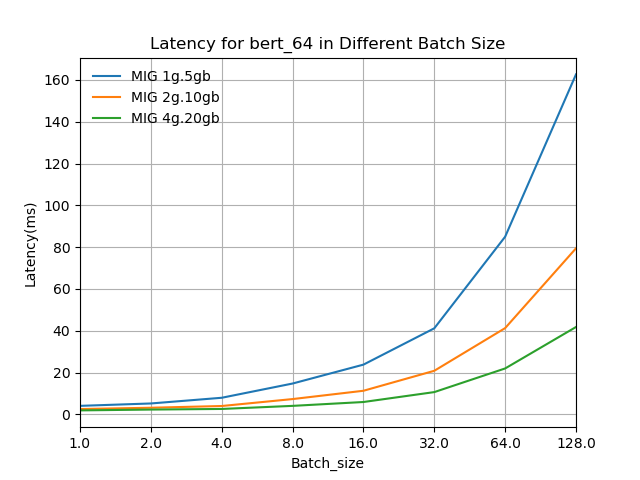 Latency for bert_64 in Different Batch Size
MIG 1g.5gb
MIG 2g.10gb
MIG 4g.20gb
160
140
120
100
80
60
40
20
0
Latency(ms)
1.0 2.0 4.0 8.0 16.0 32.0 64.0 128.0
Batch_size